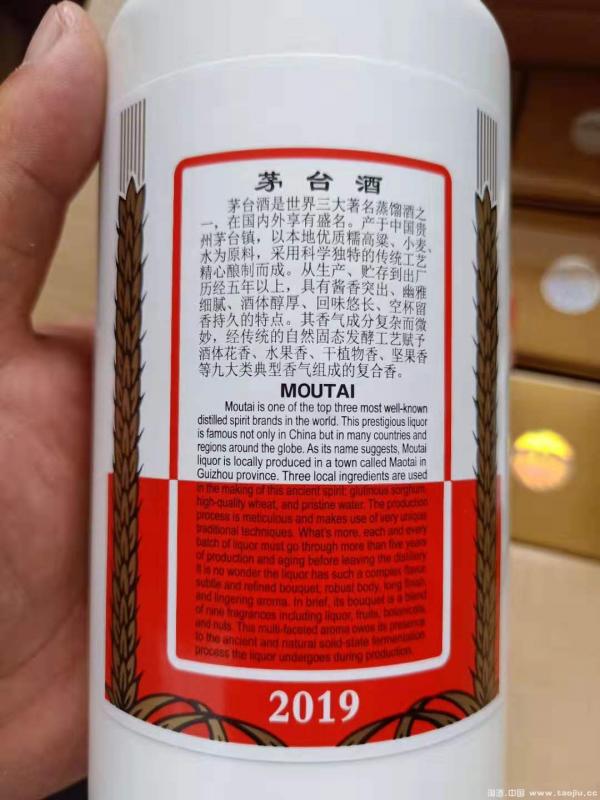 茅台酒
茅台酒是世界三大著名蒸馏酒之
一，在国内外享有盛名。产于中国贵
州茅台镇，以本地优质糯高粱、小麦、
水为原料，采用科学独特的传统工艺
精心酿制而成。从生产、贮存到出厂
历经五年以上，具有酱香突出、幽雅
细腻、酒体醇厚、回味悠长、空杯留
香持久的特点。其香气成分复杂而微
妙，经传统的自然固态发酵工艺赋予
酒体花香、水果香、干植物香、坚果香
等九大类典型香气组成的复合香。
MOUTAI
Moutai is one of the top three most well-known
distilled spirit brands in the world. This prestigious liquor
is famous not only in China but in many countries and
regions around the globe. As its name suggests, Moutai
liquor is locally produced in a town called Maotai in
Guizhou province. Three local ingredients are used
in the making of this ancient spirit: glutinous sorghum,
high-quality wheat, and pristine water. The production
process is meticulous and makes use of very unique
traditional techniques. What's more, each and every
batch of liquor must go through more than five years
of production and aging before leaving the distillery.
It is no wonder the liquor has such a complex flavor,
subtle and refined bouquet, robust body, long finish,
and lingering aroma. In brief, its bouquet is a blend
of nine fragrances including liquor, fruits, botanicals,
and nuts. This multi-faceted aroma owes its presence
to the ancient and natural solid-state fermentation
process the liquor undergoes during production.
2019
淘酒.中国 www.taojiu.cc